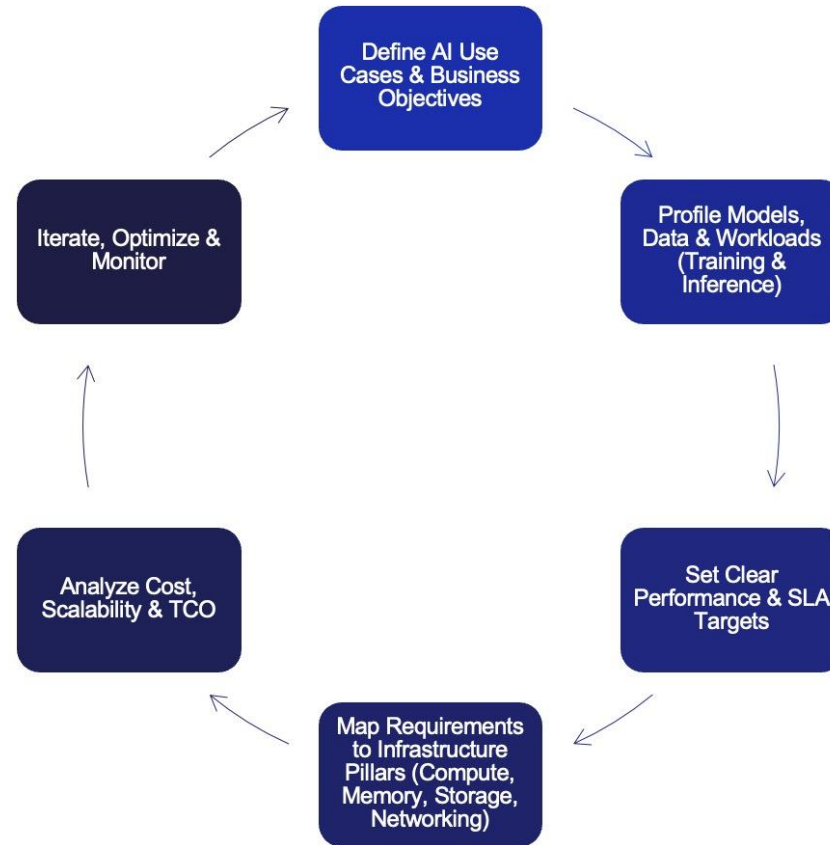 Define AI Use
Cases & Business
Objectives
Profile Models,
Data & Workloads
(Training &
Inference)
Set Clear
Performance & SLA
Targets
Map Requirements
to Infrastructure
Pillars (Compute,
Memory, Storage,
Networking)
Analyze Cost,
Scalability & TCO
Iterate, Optimize &
Monitor